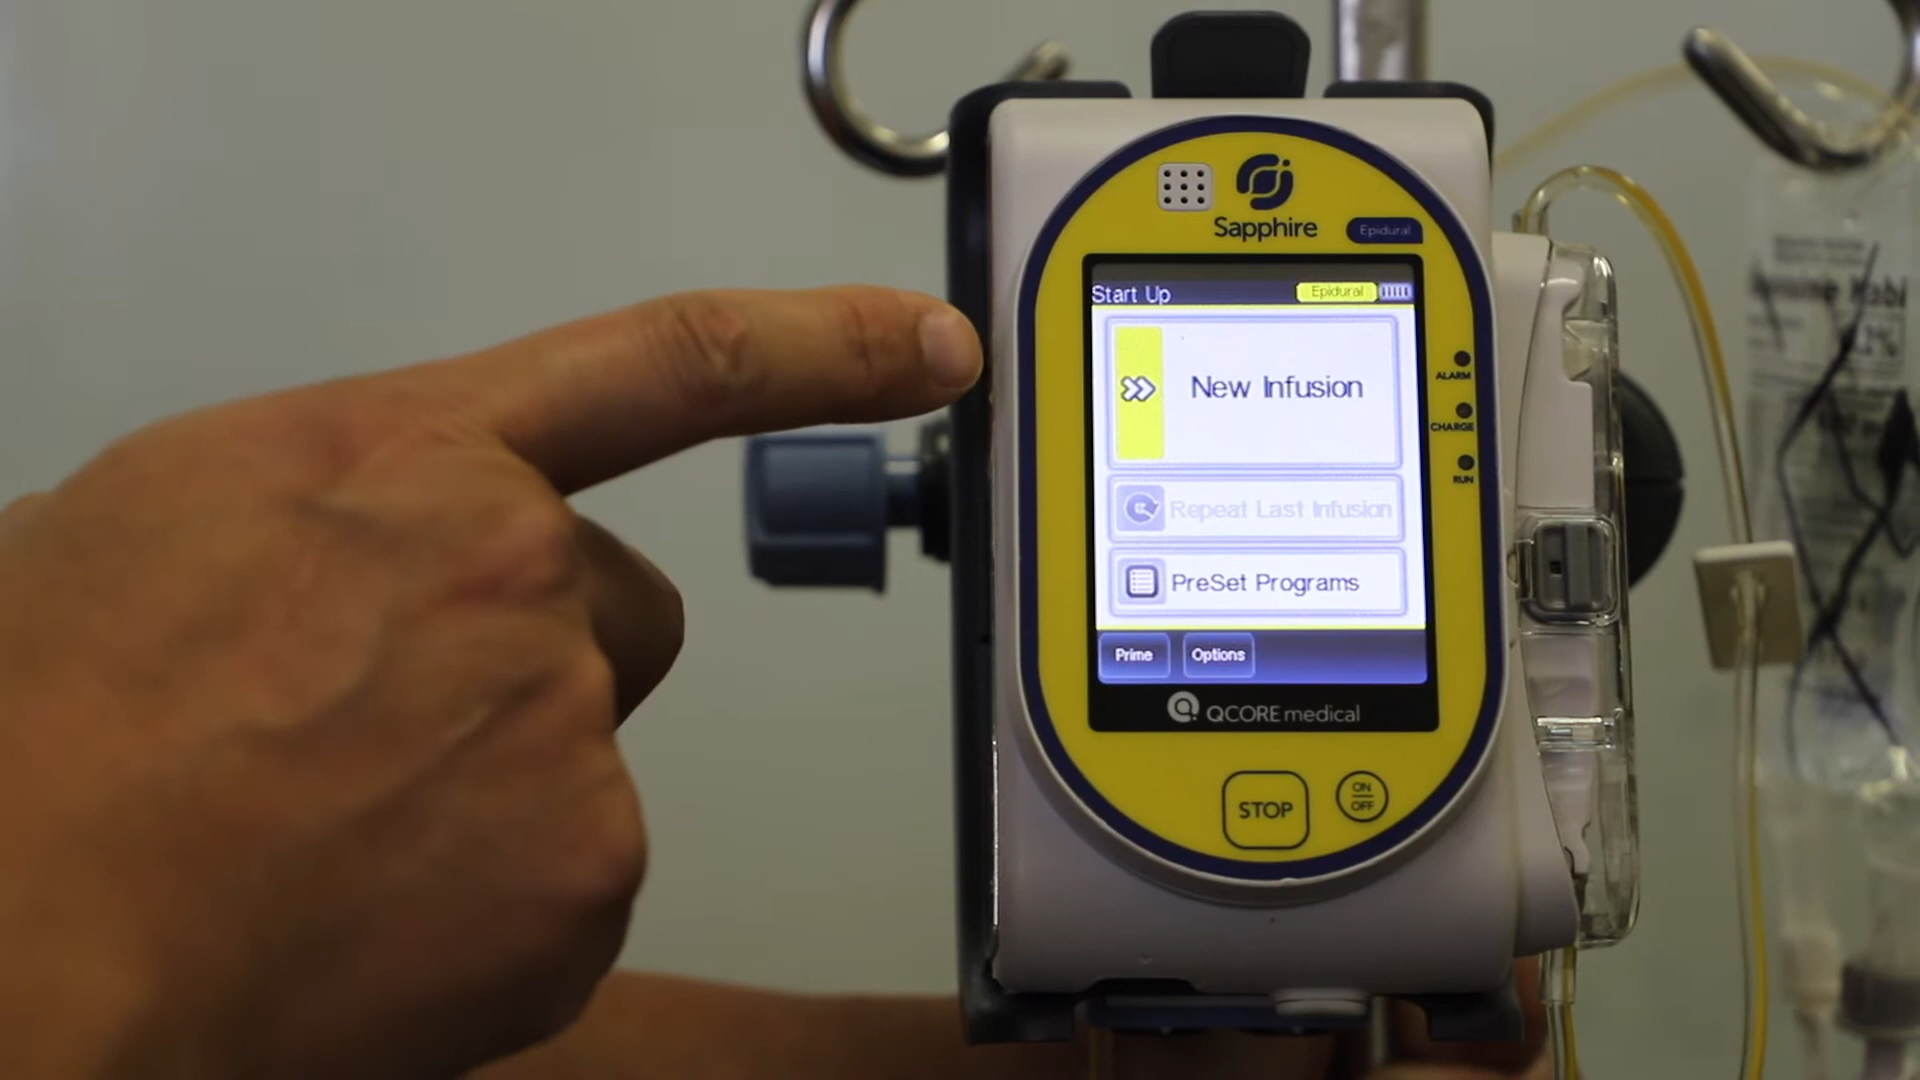 Sapphire
Epidural
Start Up
Epidural
New Infusion
ALARM
CHARGE
RUN
Repeat Last Infusion
PreSet Programs
Prime
Options
QCORE medical
STOP
ON
OFF